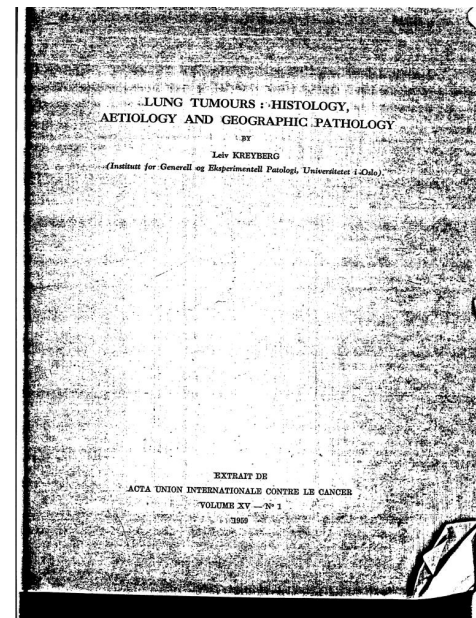 LUNG TUMOURS : HISTOLOGY,
AETIOLOGY AND GEOGRAPHIC PATHOLOGY
BY
Leiv KREYBERG
(Institutt for Generell og Eksperimentell Patologi, Universitetet i Oslo).
EXTRAIT DE
ACTA UNION INTERNATIONALE CONTRE LE CANCER
VOLUME XV — N° 1
1959